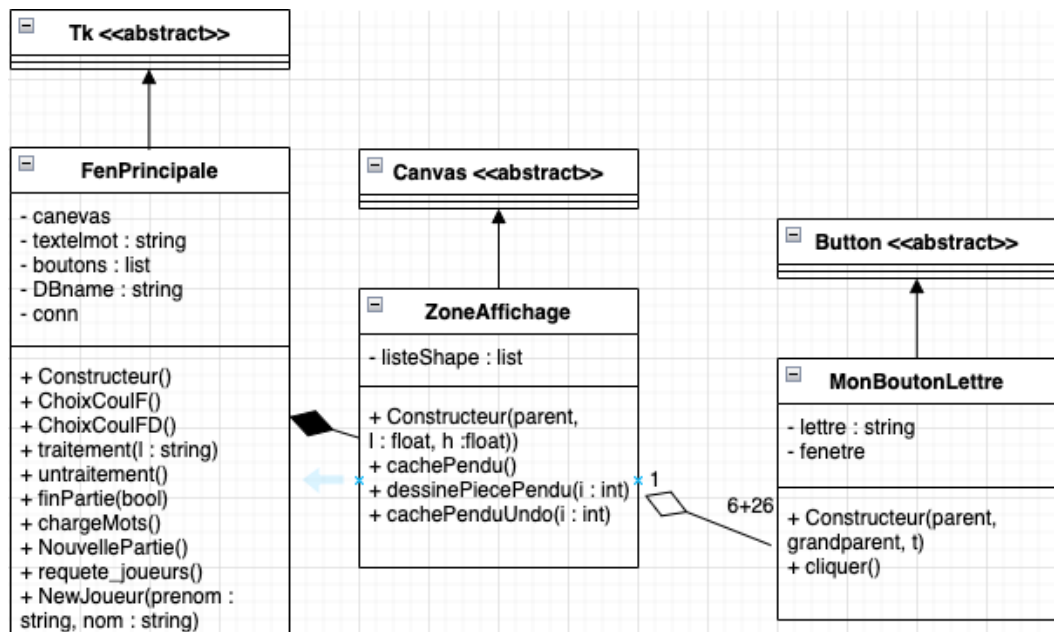 Tk <<abstract>>
FenPrincipale
- canevas
- textelmot : string
- boutons : list
- DBname : string
- conn
+ Constructeur()
+ ChoixCoulF()
+ ChoixCoulFD()
+ traitement(l : string)
+ untraitement()
+ finPartie(bool)
+ chargeMots()
+ NouvellePartie()
+ requete_joueurs()
+ NewJoueur(prenom :
string, nom : string)
Canvas <<abstract>>
ZoneAffichage
- listeShape : list
+ Constructeur(parent,
l : float, h :float))
+ cachePendu()
+ dessinePiecePendu(i : int)
+ cachePenduUndo(i : int)
1
6+26
Button <<abstract>>
MonBoutonLettre
- lettre : string
- fenetre
+ Constructeur(parent,
grandparent, t)
+ cliquer()